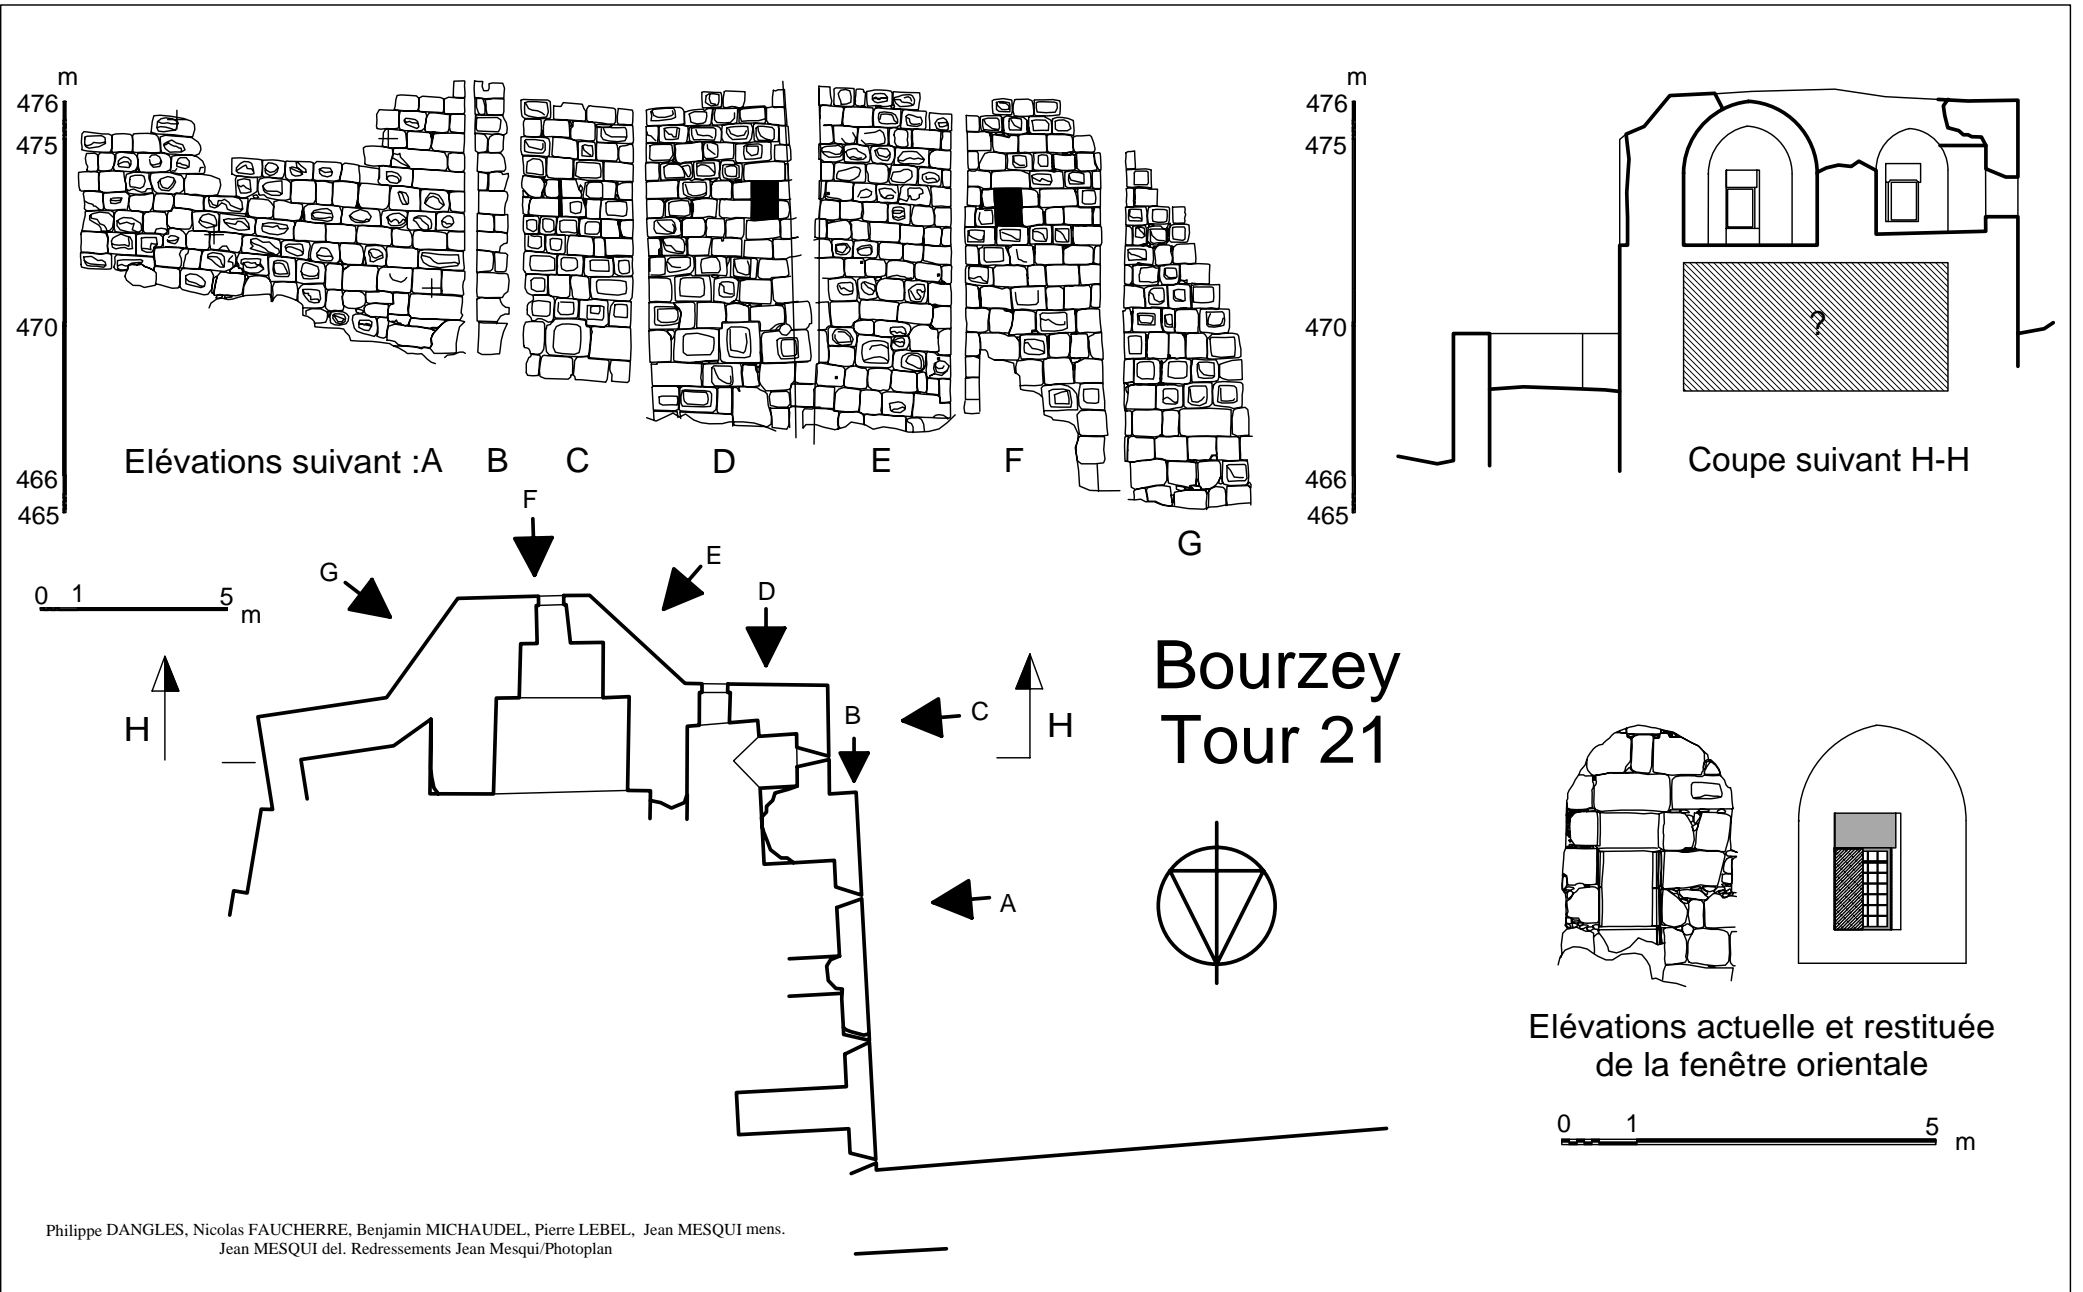 m
476
475
470
466
465
Elévations suivant :A B C D E F
G
m
476
475
470
466
465
?
Coupe suivant H-H
0 1 5 m
F
G
E
D
B
C
A
H
H
Bourzey
Tour 21
Elévations actuelle et restituée
de la fenêtre orientale
0 1 5 m
Philippe DANGLES, Nicolas FAUCHERRE, Benjamin MICHAUDEL, Pierre LEBEL, Jean MESQUI mens.
Jean MESQUI del. Redressements Jean Mesqui/Photoplan